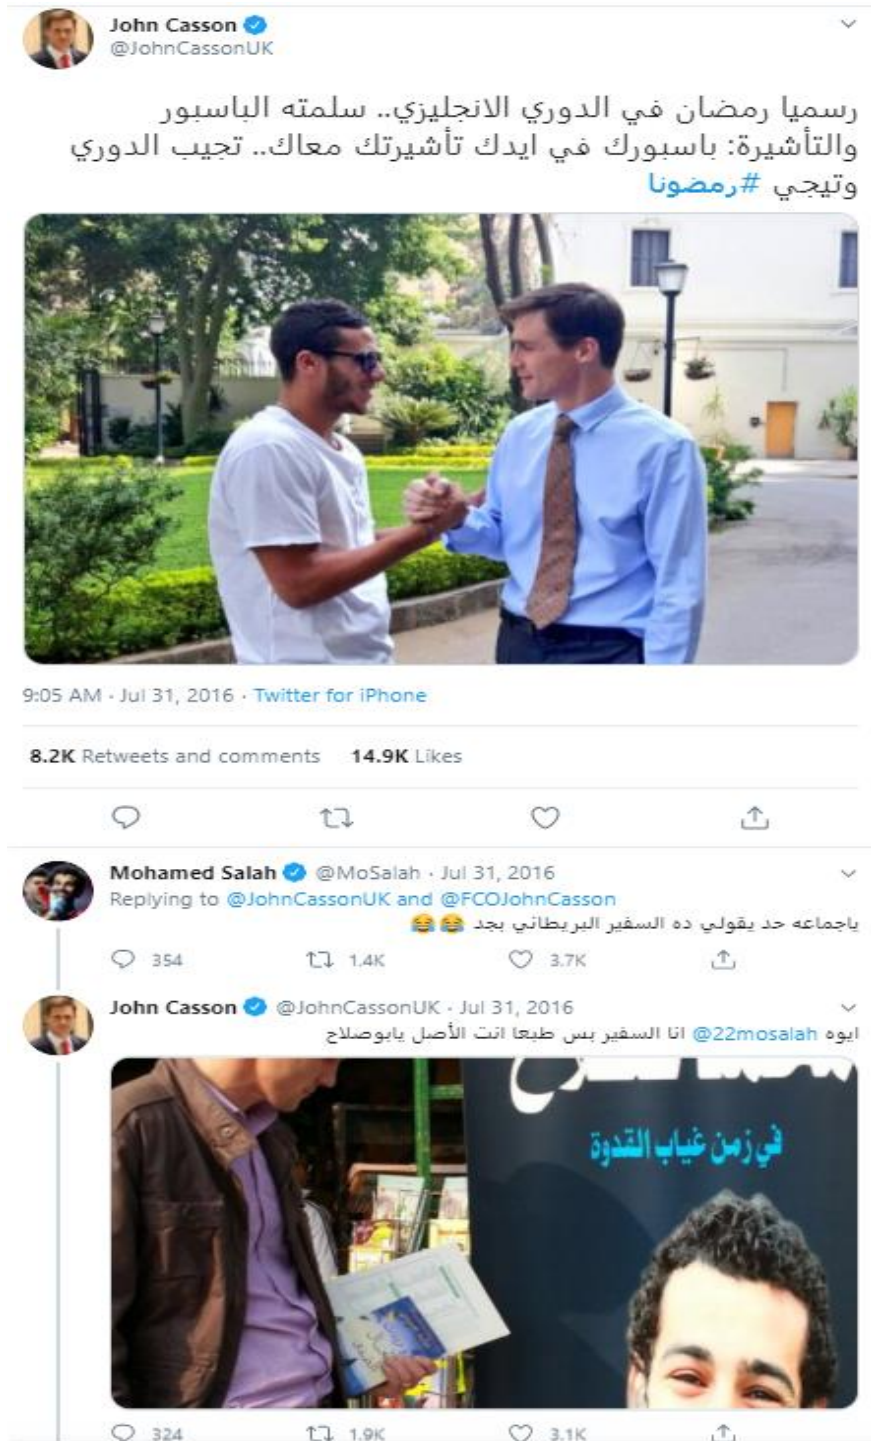 John Casson
@JohnCassonUK
رسميا رمضان في الدوري الانجليزي.. سلمته الباسبور
والتأشيرة: باسبورك في ايدك تأشيرتك معاك.. تجيب الدوري
وتيجي #رمضونا
9:05 AM · Jul 31, 2016 · Twitter for iPhone
8.2K Retweets and comments 14.9K Likes
Mohamed Salah @MoSalah · Jul 31, 2016
Replying to @JohnCassonUK and @FCOJohnCasson
ياجماعه حد يقولي ده السفير البريطاني بجد 😂😂
354 1.4K 3.7K
John Casson @JohnCassonUK · Jul 31, 2016
ايوه @22mosalah انا السفير بس طبعا انت الأصل يابوصلاح
في زمن غياب القدوة
324 1.9K 3.1K